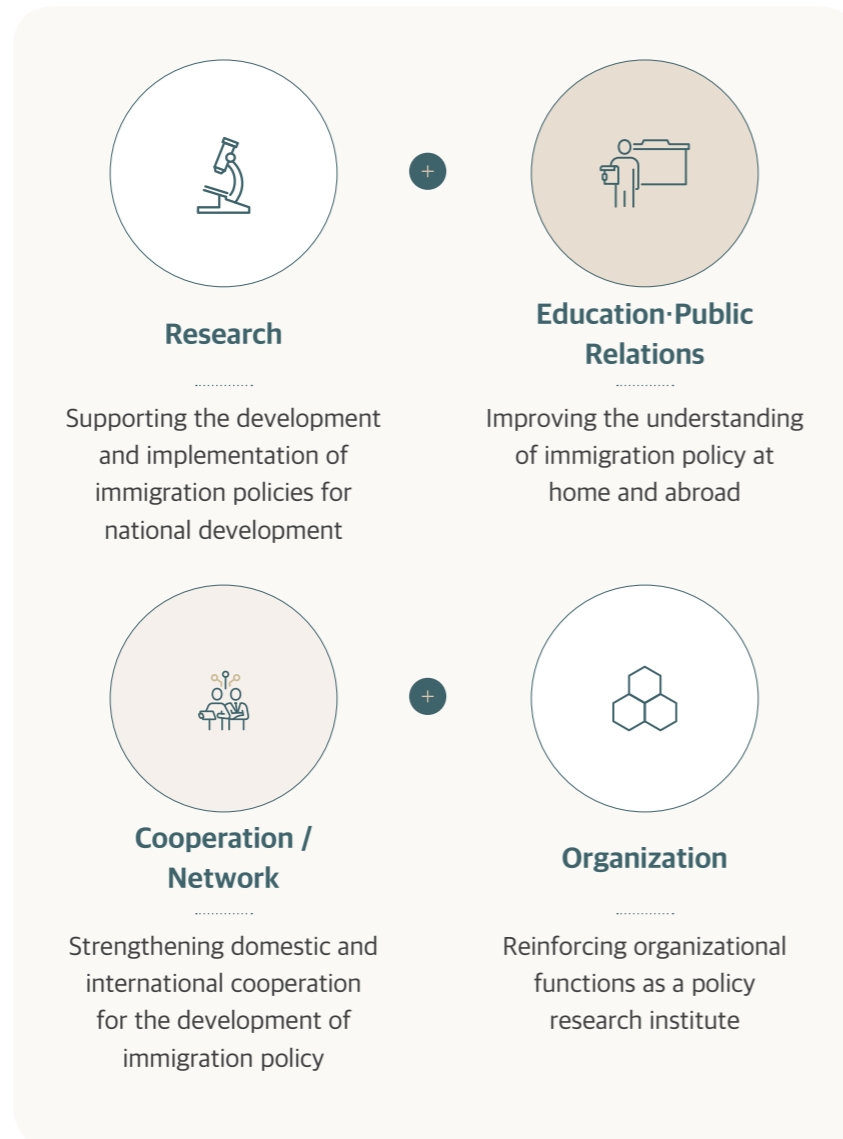 Research
Supporting the development
and implementation of
immigration policies for
national development
+
Education·Public
Relations
Improving the understanding
of immigration policy at
home and abroad
Cooperation /
Network
Strengthening domestic and
international cooperation
for the development of
immigration policy
+
Organization
Reinforcing organizational
functions as a policy
research institute